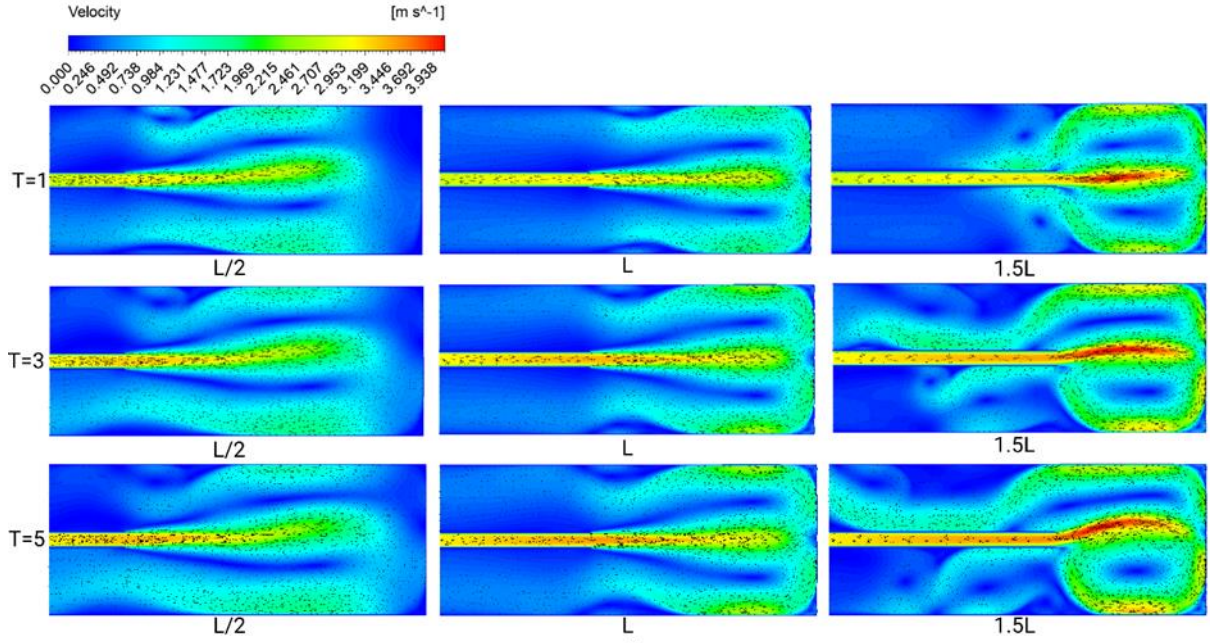 Velocity [m s^-1]
0.000 0.246 0.492 0.738 0.984 1.231 1.477 1.723 1.969 2.215 2.461 2.707 2.953 3.199 3.446 3.692 3.938
T=1
L/2 L 1.5L
T=3
L/2 L 1.5L
T=5
L/2 L 1.5L